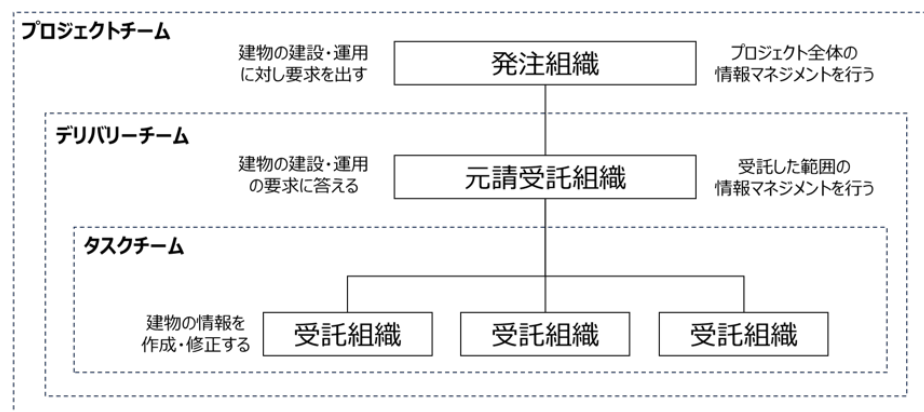 プロジェクトチーム
建物の建設・運用
に対し要求を出す
発注組織
プロジェクト全体の
情報マネジメントを行う
デリバリーチーム
建物の建設・運用
の要求に答える
元請受託組織
受託した範囲の
情報マネジメントを行う
タスクチーム
建物の情報を
作成・修正する
受託組織
受託組織
受託組織